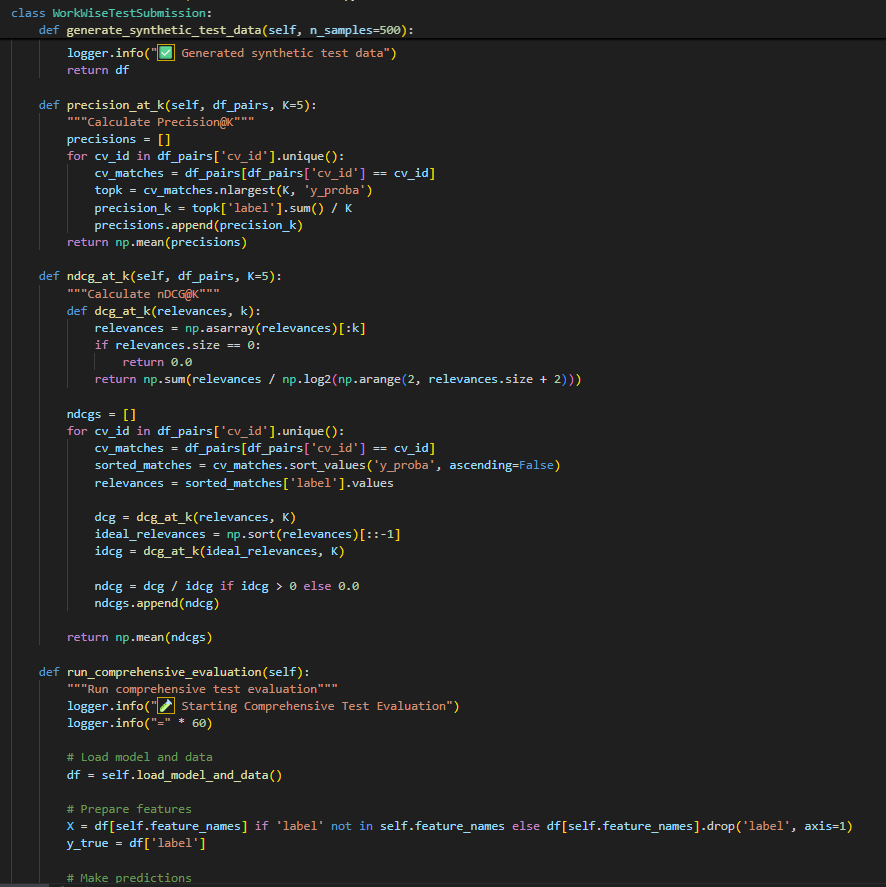 class WorkWiseTestSubmission:
    def generate_synthetic_test_data(self, n_samples=500):
        logger.info("✅ Generated synthetic test data")
        return df

    def precision_at_k(self, df_pairs, K=5):
        """Calculate Precision@K"""
        precisions = []
        for cv_id in df_pairs['cv_id'].unique():
            cv_matches = df_pairs[df_pairs['cv_id'] == cv_id]
            topk = cv_matches.nlargest(K, 'y_proba')
            precision_k = topk['label'].sum() / K
            precisions.append(precision_k)
        return np.mean(precisions)

    def ndcg_at_k(self, df_pairs, K=5):
        """Calculate nDCG@K"""
        def dcg_at_k(relevances, k):
            relevances = np.asarray(relevances)[:k]
            if relevances.size == 0:
                return 0.0
            return np.sum(relevances / np.log2(np.arange(2, relevances.size + 2)))

        ndcgs = []
        for cv_id in df_pairs['cv_id'].unique():
            cv_matches = df_pairs[df_pairs['cv_id'] == cv_id]
            sorted_matches = cv_matches.sort_values('y_proba', ascending=False)
            relevances = sorted_matches['label'].values

            dcg = dcg_at_k(relevances, K)
            ideal_relevances = np.sort(relevances)[::-1]
            idcg = dcg_at_k(ideal_relevances, K)

            ndcg = dcg / idcg if idcg > 0 else 0.0
            ndcgs.append(ndcg)

        return np.mean(ndcgs)

    def run_comprehensive_evaluation(self):
        """Run comprehensive test evaluation"""
        logger.info("🧪 Starting Comprehensive Test Evaluation")
        logger.info("=" * 60)

        # Load model and data
        df = self.load_model_and_data()

        # Prepare features
        X = df[self.feature_names] if 'label' not in self.feature_names else df[self.feature_names].drop('label', axis=1)
        y_true = df['label']

        # Make predictions